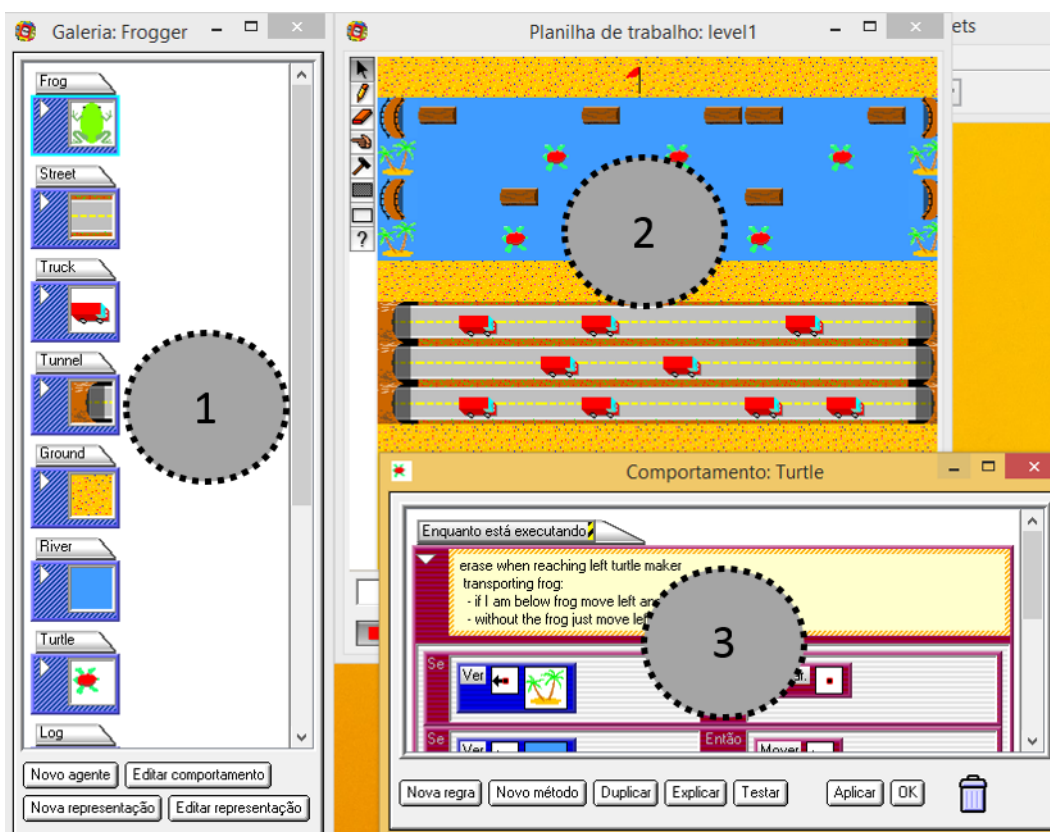 Galeria: Frogger
Frog
Street
Truck
Tunnel
Ground
River
Turtle
Log
Novo agente
Editar comportamento
Nova representação
Editar representação
1
Planilha de trabalho: level1
?
2
ets
Comportamento: Turtle
Enquanto está executando
erase when reaching left turtle maker
transporting frog:
- if I am below frog move left an
- without the frog just move le
3
Se
Ver
Se
Ver
Então
Mover
Nova regra
Novo método
Duplicar
Explicar
Testar
Aplicar
OK